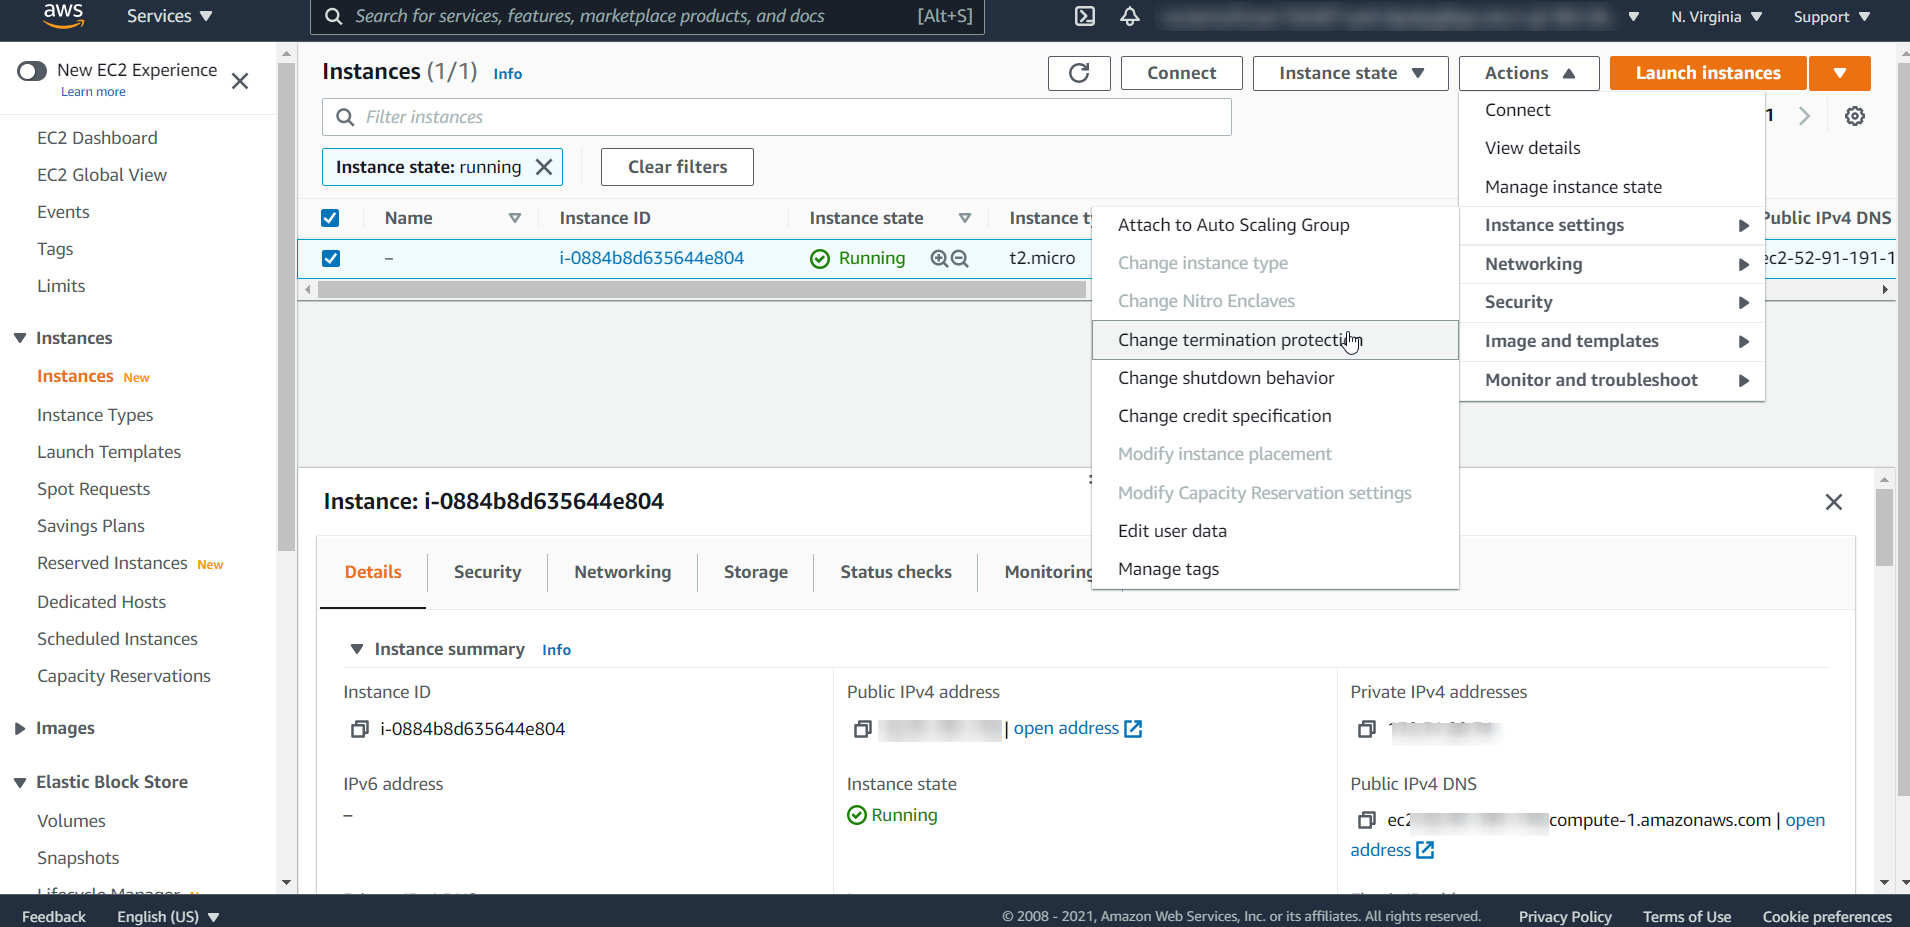 aws Services Search for services, features, marketplace products, and docs [Alt+S] N. Virginia Support
New EC2 Experience
Learn more
EC2 Dashboard
EC2 Global View
Events
Tags
Limits
Instances
Instances New
Instance Types
Launch Templates
Spot Requests
Savings Plans
Reserved Instances New
Dedicated Hosts
Scheduled Instances
Capacity Reservations
Images
Elastic Block Store
Volumes
Snapshots
Lifecycle Manager
Instances (1/1) Info Connect Instance state Actions Launch instances
Filter instances 1
Instance state: running Clear filters
Name Instance ID Instance state Instance t Public IPv4 DNS
– i-0884b8d635644e804 Running t2.micro ec2-52-91-191-1
Connect
View details
Manage instance state
Instance settings
Networking
Security
Image and templates
Monitor and troubleshoot
Attach to Auto Scaling Group
Change instance type
Change Nitro Enclaves
Change termination protection
Change shutdown behavior
Change credit specification
Modify instance placement
Modify Capacity Reservation settings
Edit user data
Manage tags
Instance: i-0884b8d635644e804
Details Security Networking Storage Status checks Monitoring
Instance summary Info
Instance ID
i-0884b8d635644e804
Public IPv4 address
| open address
Private IPv4 addresses
IPv6 address
–
Instance state
Running
Public IPv4 DNS
ec2 compute-1.amazonaws.com | open
address
Feedback English (US) © 2008 - 2021, Amazon Web Services, Inc. or its affiliates. All rights reserved. Privacy Policy Terms of Use Cookie preferences